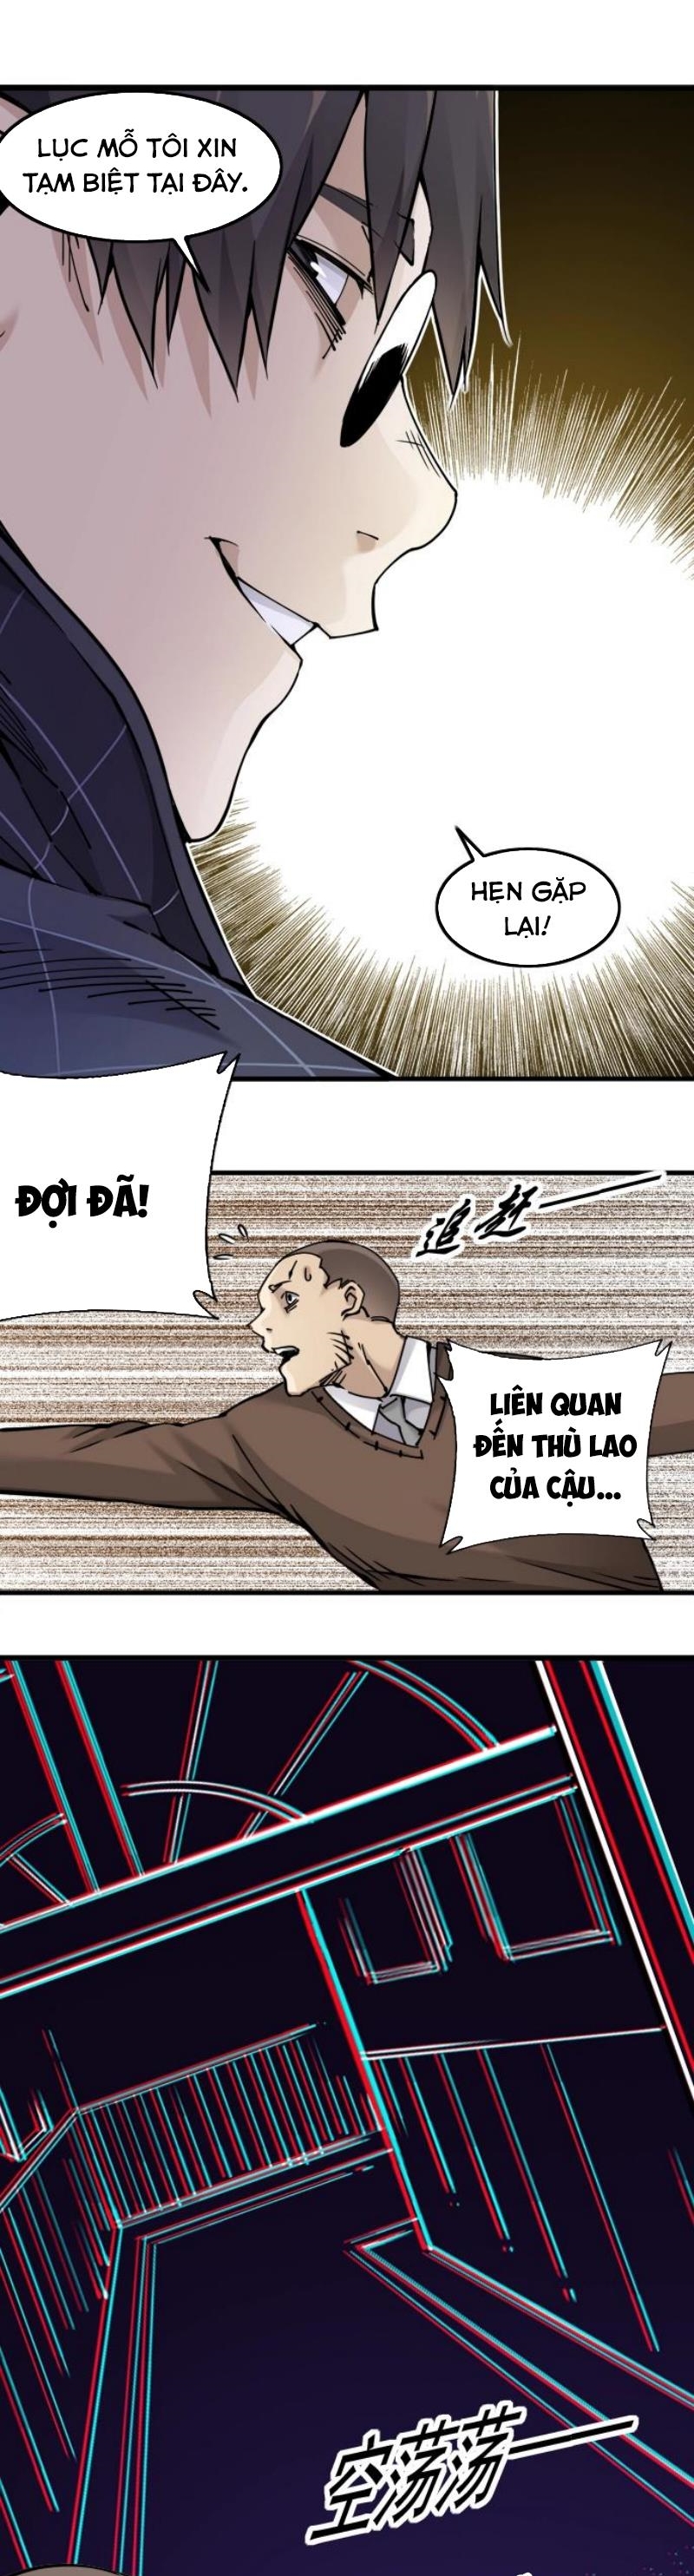 LỤC MỖ TÔI XIN
TẠM BIỆT TẠI ĐÂY.
HẸN GẶP
LẠI!
ĐỢI ĐÃ!
追赶——
LIÊN QUAN
ĐẾN THÙ LAO
CỦA CẬU...
空荡荡——